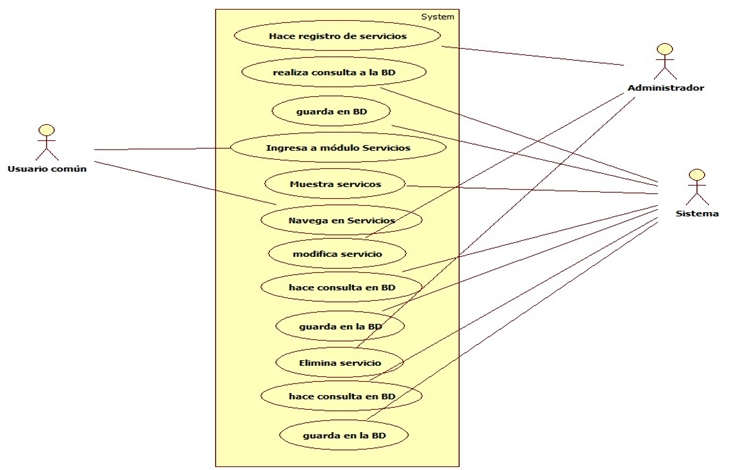 System
Hace registro de servicios
realiza consulta a la BD
Administrador
guarda en BD
Ingresa a módulo Servicios
Usuario común
Muestra servicos
Sistema
Navega en Servicios
modifica servicio
hace consulta en BD
guarda en la BD
Elimina servicio
hace consulta en BD
guarda en la BD